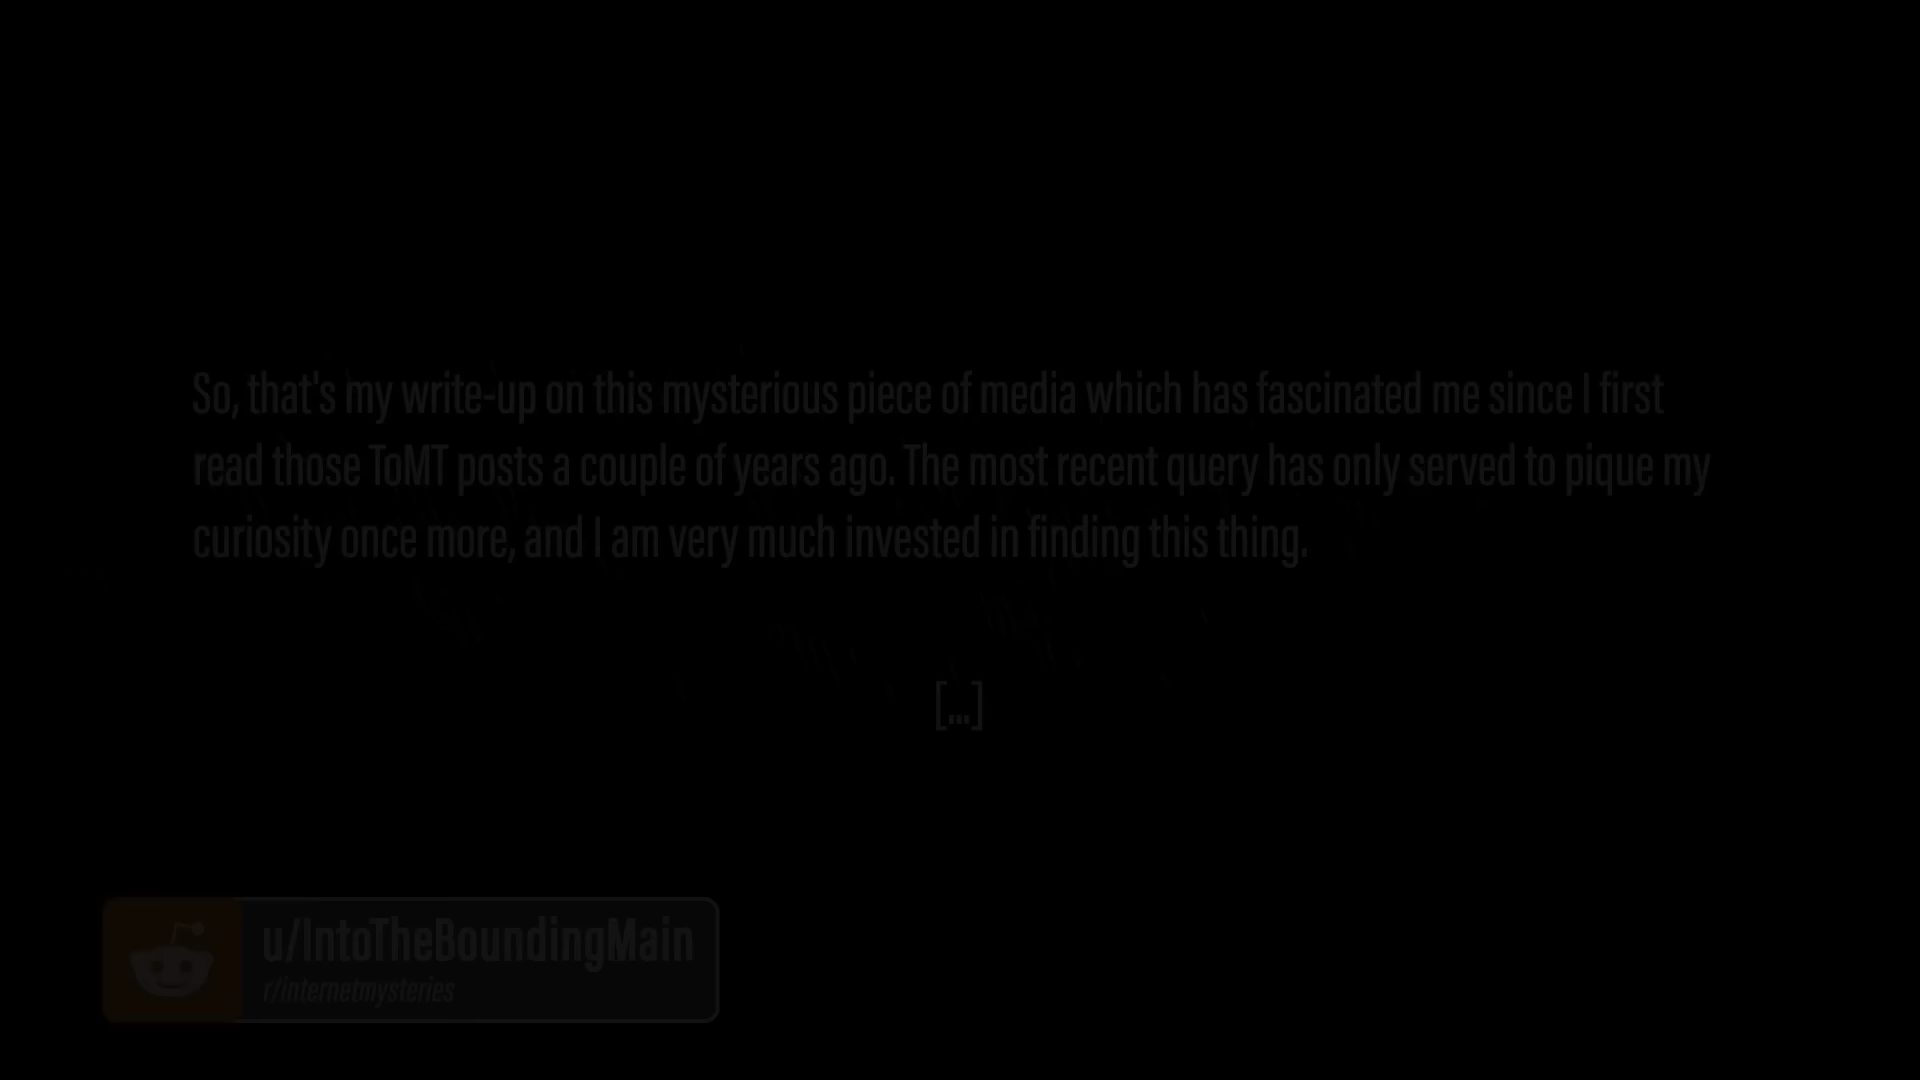 So, that's my write-up on this mysterious piece of media which has fascinated me since I first
read those ToMT posts a couple of years ago. The most recent query has only served to pique my
curiosity once more, and I am very much invested in finding this thing.
[...]
u/IntoTheBoundingMain
r/internetmysteries